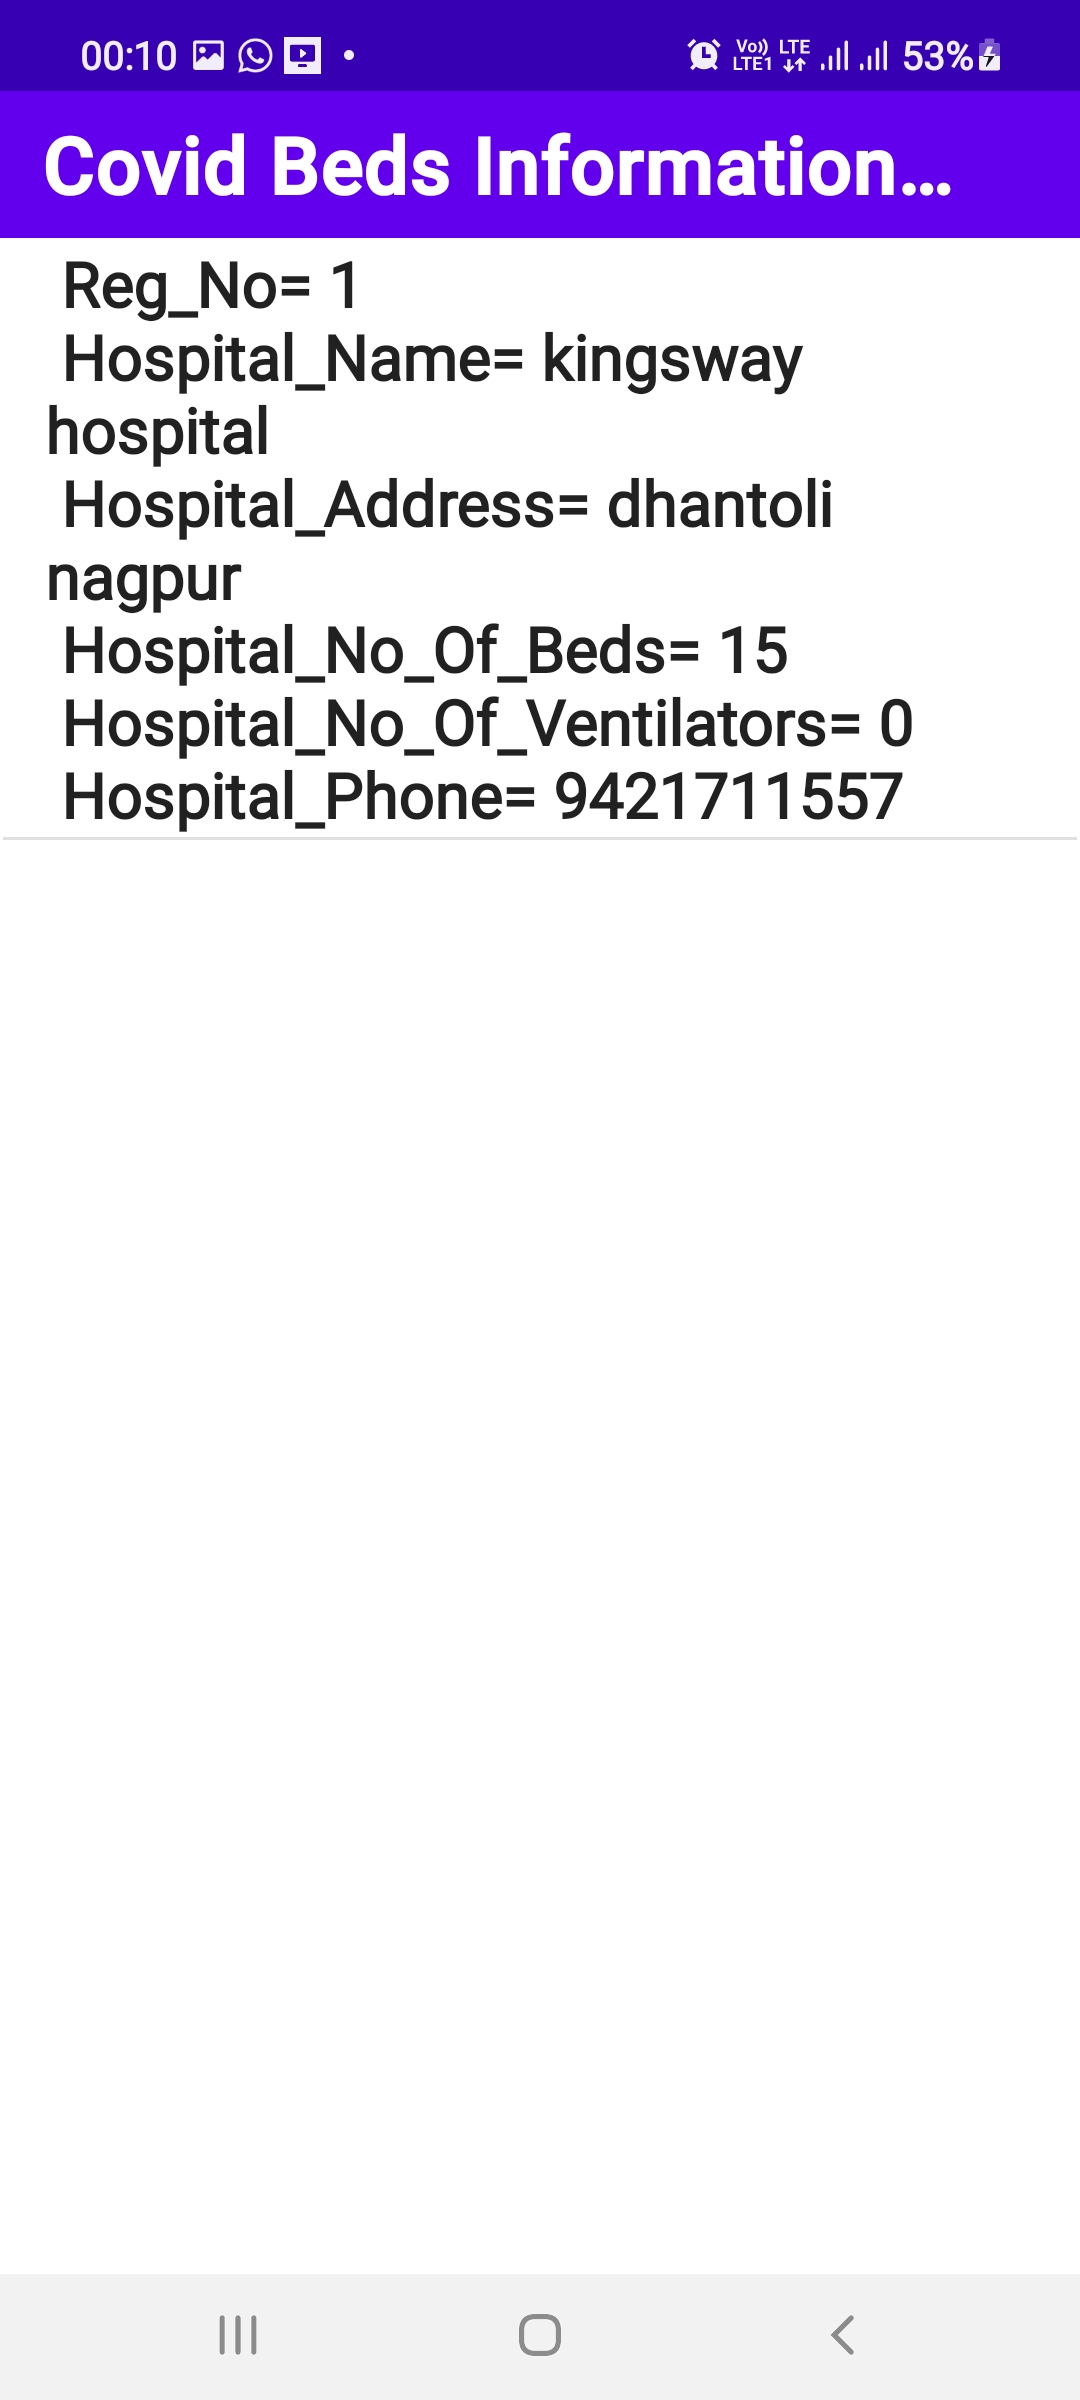 00:10 Vo)) LTE1 LTE 53%
Covid Beds Information...
Reg_No= 1
Hospital_Name= kingsway
hospital
Hospital_Address= dhantoli
nagpur
Hospital_No_Of_Beds= 15
Hospital_No_Of_Ventilators= 0
Hospital_Phone= 9421711557